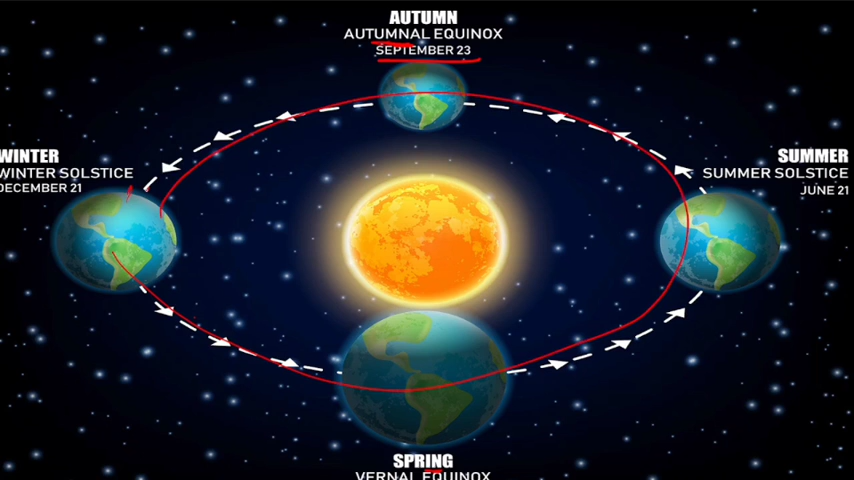 AUTUMN
AUTUMNAL EQUINOX
SEPTEMBER 23
WINTER
WINTER SOLSTICE
DECEMBER 21
SUMMER
SUMMER SOLSTICE
JUNE 21
SPRING
VERNAL EQUINOX